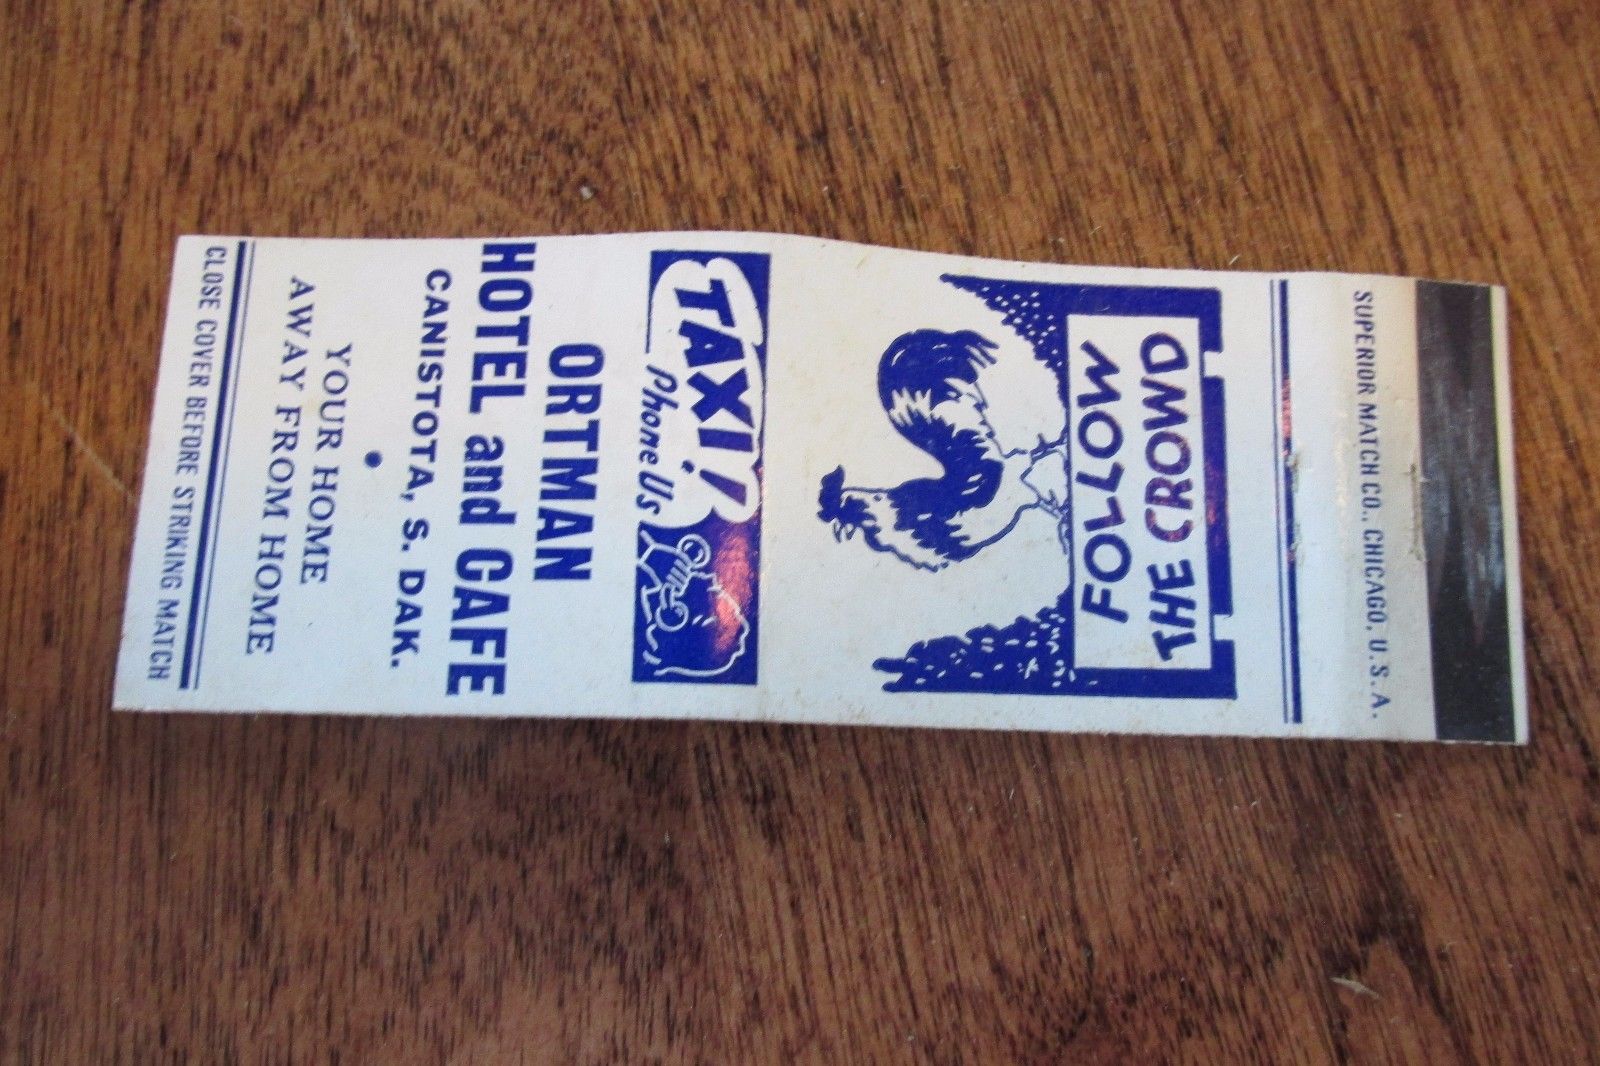 SUPERIOR MATCH CO., CHICAGO, U.S.A.
FOLLOW
THE CROWD
TAXI!
Phone Us
ORTMAN
HOTEL and CAFE
CANISTOTA, S. DAK.
YOUR HOME
AWAY FROM HOME
CLOSE COVER BEFORE STRIKING MATCH